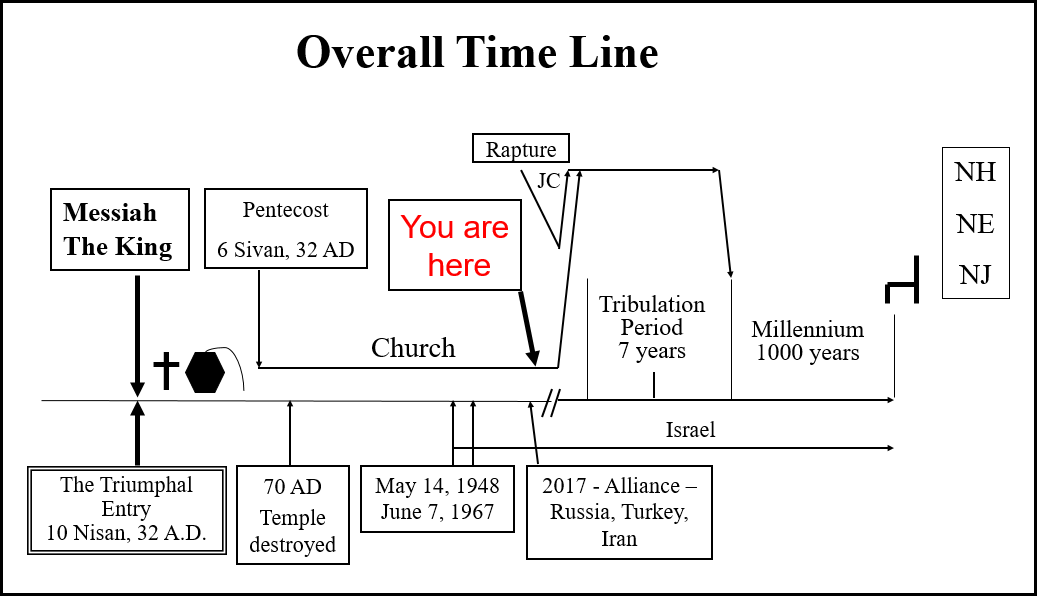 Overall Time Line
Rapture
JC
NH
NE
NJ
Messiah
The King
Pentecost
6 Sivan, 32 AD
You are
here
Church
Tribulation
Period
7 years
Millennium
1000 years
Israel
The Triumphal
Entry
10 Nisan, 32 A.D.
70 AD
Temple
destroyed
May 14, 1948
June 7, 1967
2017 - Alliance –
Russia, Turkey,
Iran